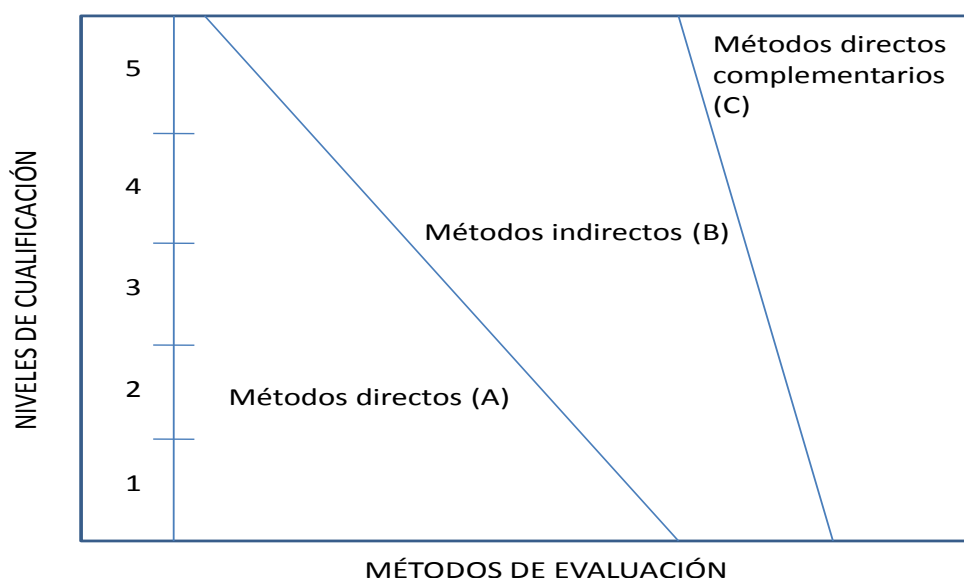 NIVELES DE CUALIFICACIÓN
5
4
3
2
1
Métodos directos
complementarios
(C)
Métodos indirectos (B)
Métodos directos (A)
MÉTODOS DE EVALUACIÓN